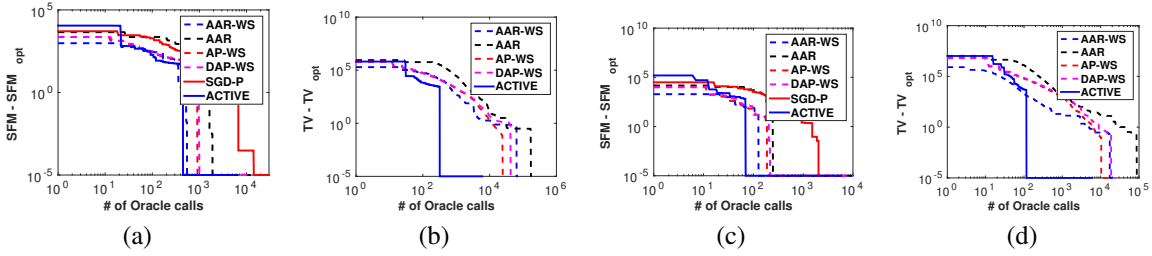 SFM - SFM opt
10^5
10^0
10^-5
10^0 10^1 10^2 10^3 10^4
# of Oracle calls
AAR-WS
AAR
AP-WS
DAP-WS
SGD-P
ACTIVE
(a)
TV - TV opt
10^10
10^5
10^0
10^-5
10^0 10^2 10^4 10^6
# of Oracle calls
AAR-WS
AAR
AP-WS
DAP-WS
ACTIVE
(b)
SFM - SFM opt
10^10
10^5
10^0
10^-5
10^0 10^1 10^2 10^3 10^4
# of Oracle calls
AAR-WS
AAR
AP-WS
DAP-WS
SGD-P
ACTIVE
(c)
TV - TV opt
10^10
10^5
10^0
10^-5
10^0 10^1 10^2 10^3 10^4 10^5
# of Oracle calls
AAR-WS
AAR
AP-WS
DAP-WS
ACTIVE
(d)